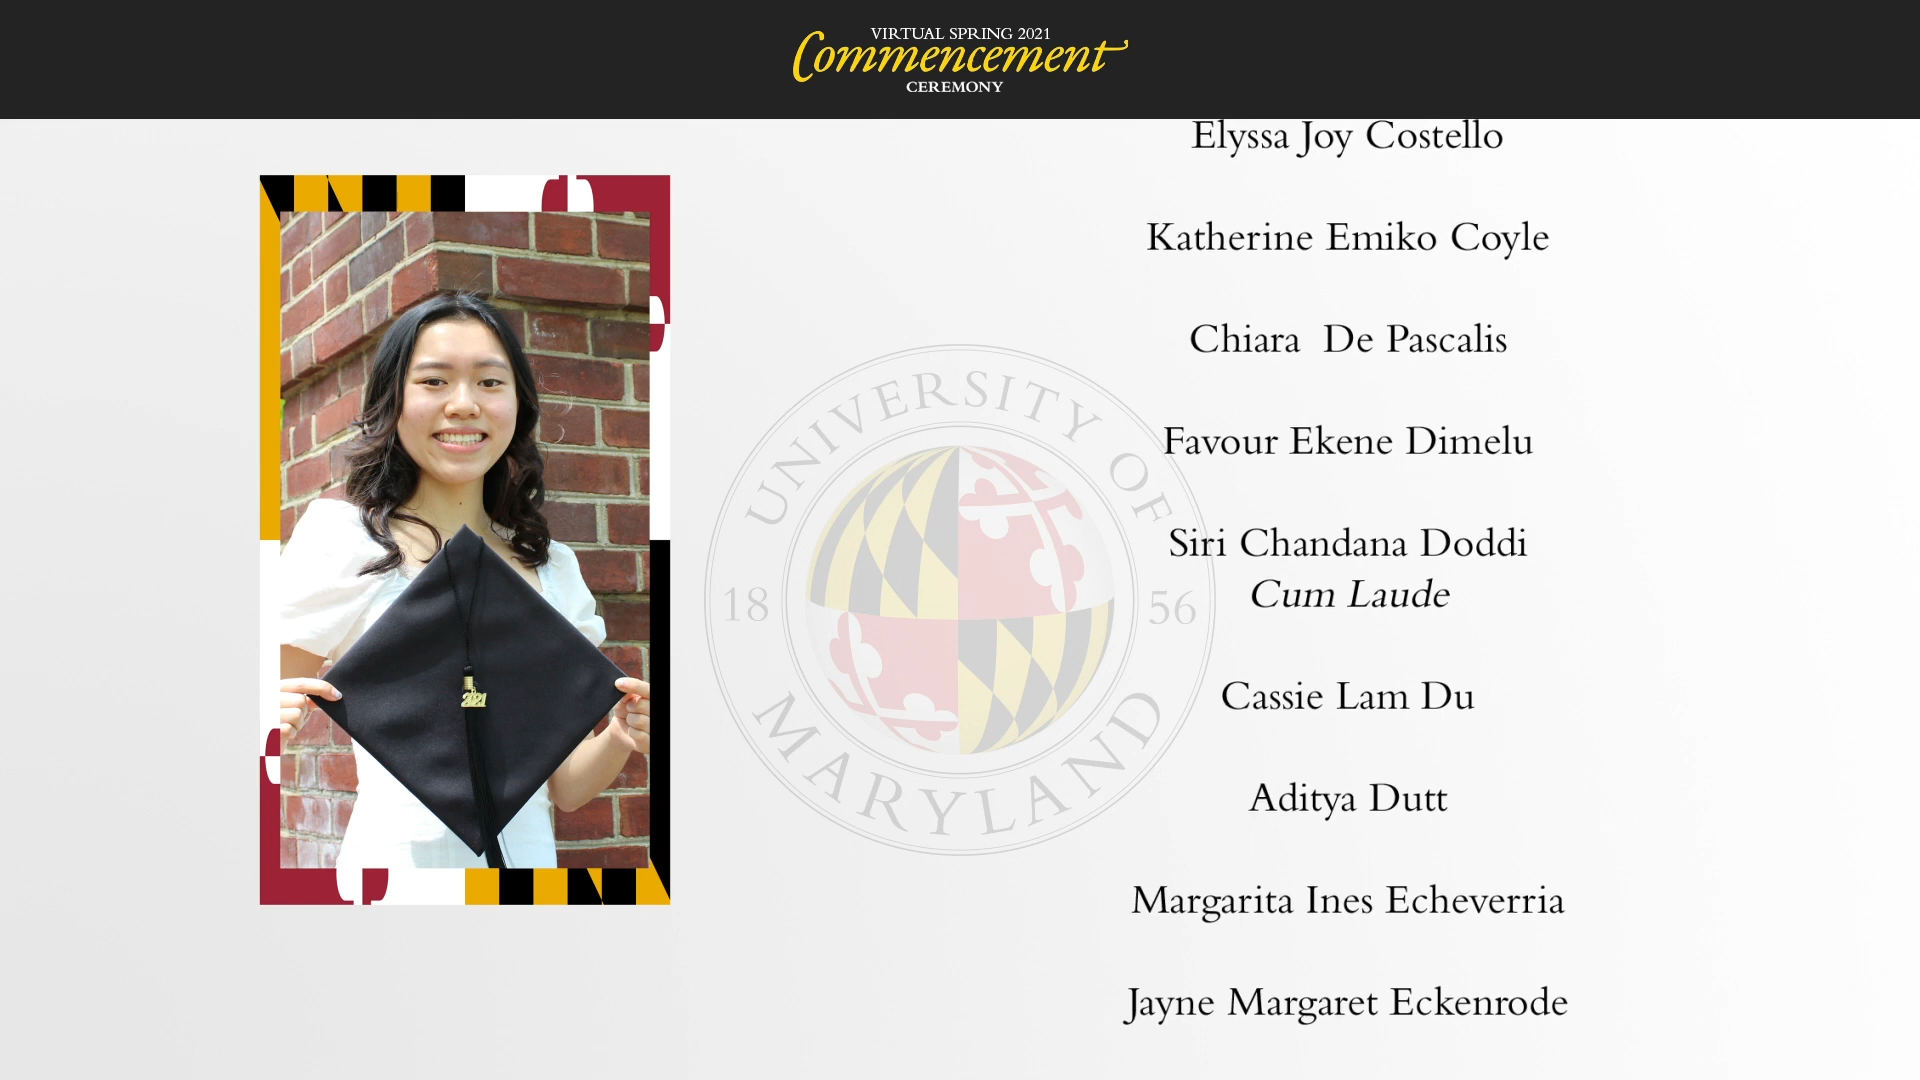 VIRTUAL SPRING 2021
Commencement
CEREMONY
Elyssa Joy Costello
Katherine Emiko Coyle
Chiara De Pascalis
Favour Ekene Dimelu
Siri Chandana Doddi
Cum Laude
Cassie Lam Du
Aditya Dutt
Margarita Ines Echeverria
Jayne Margaret Eckenrode
UNIVERSITY OF
18 56
MARYLAND
2021